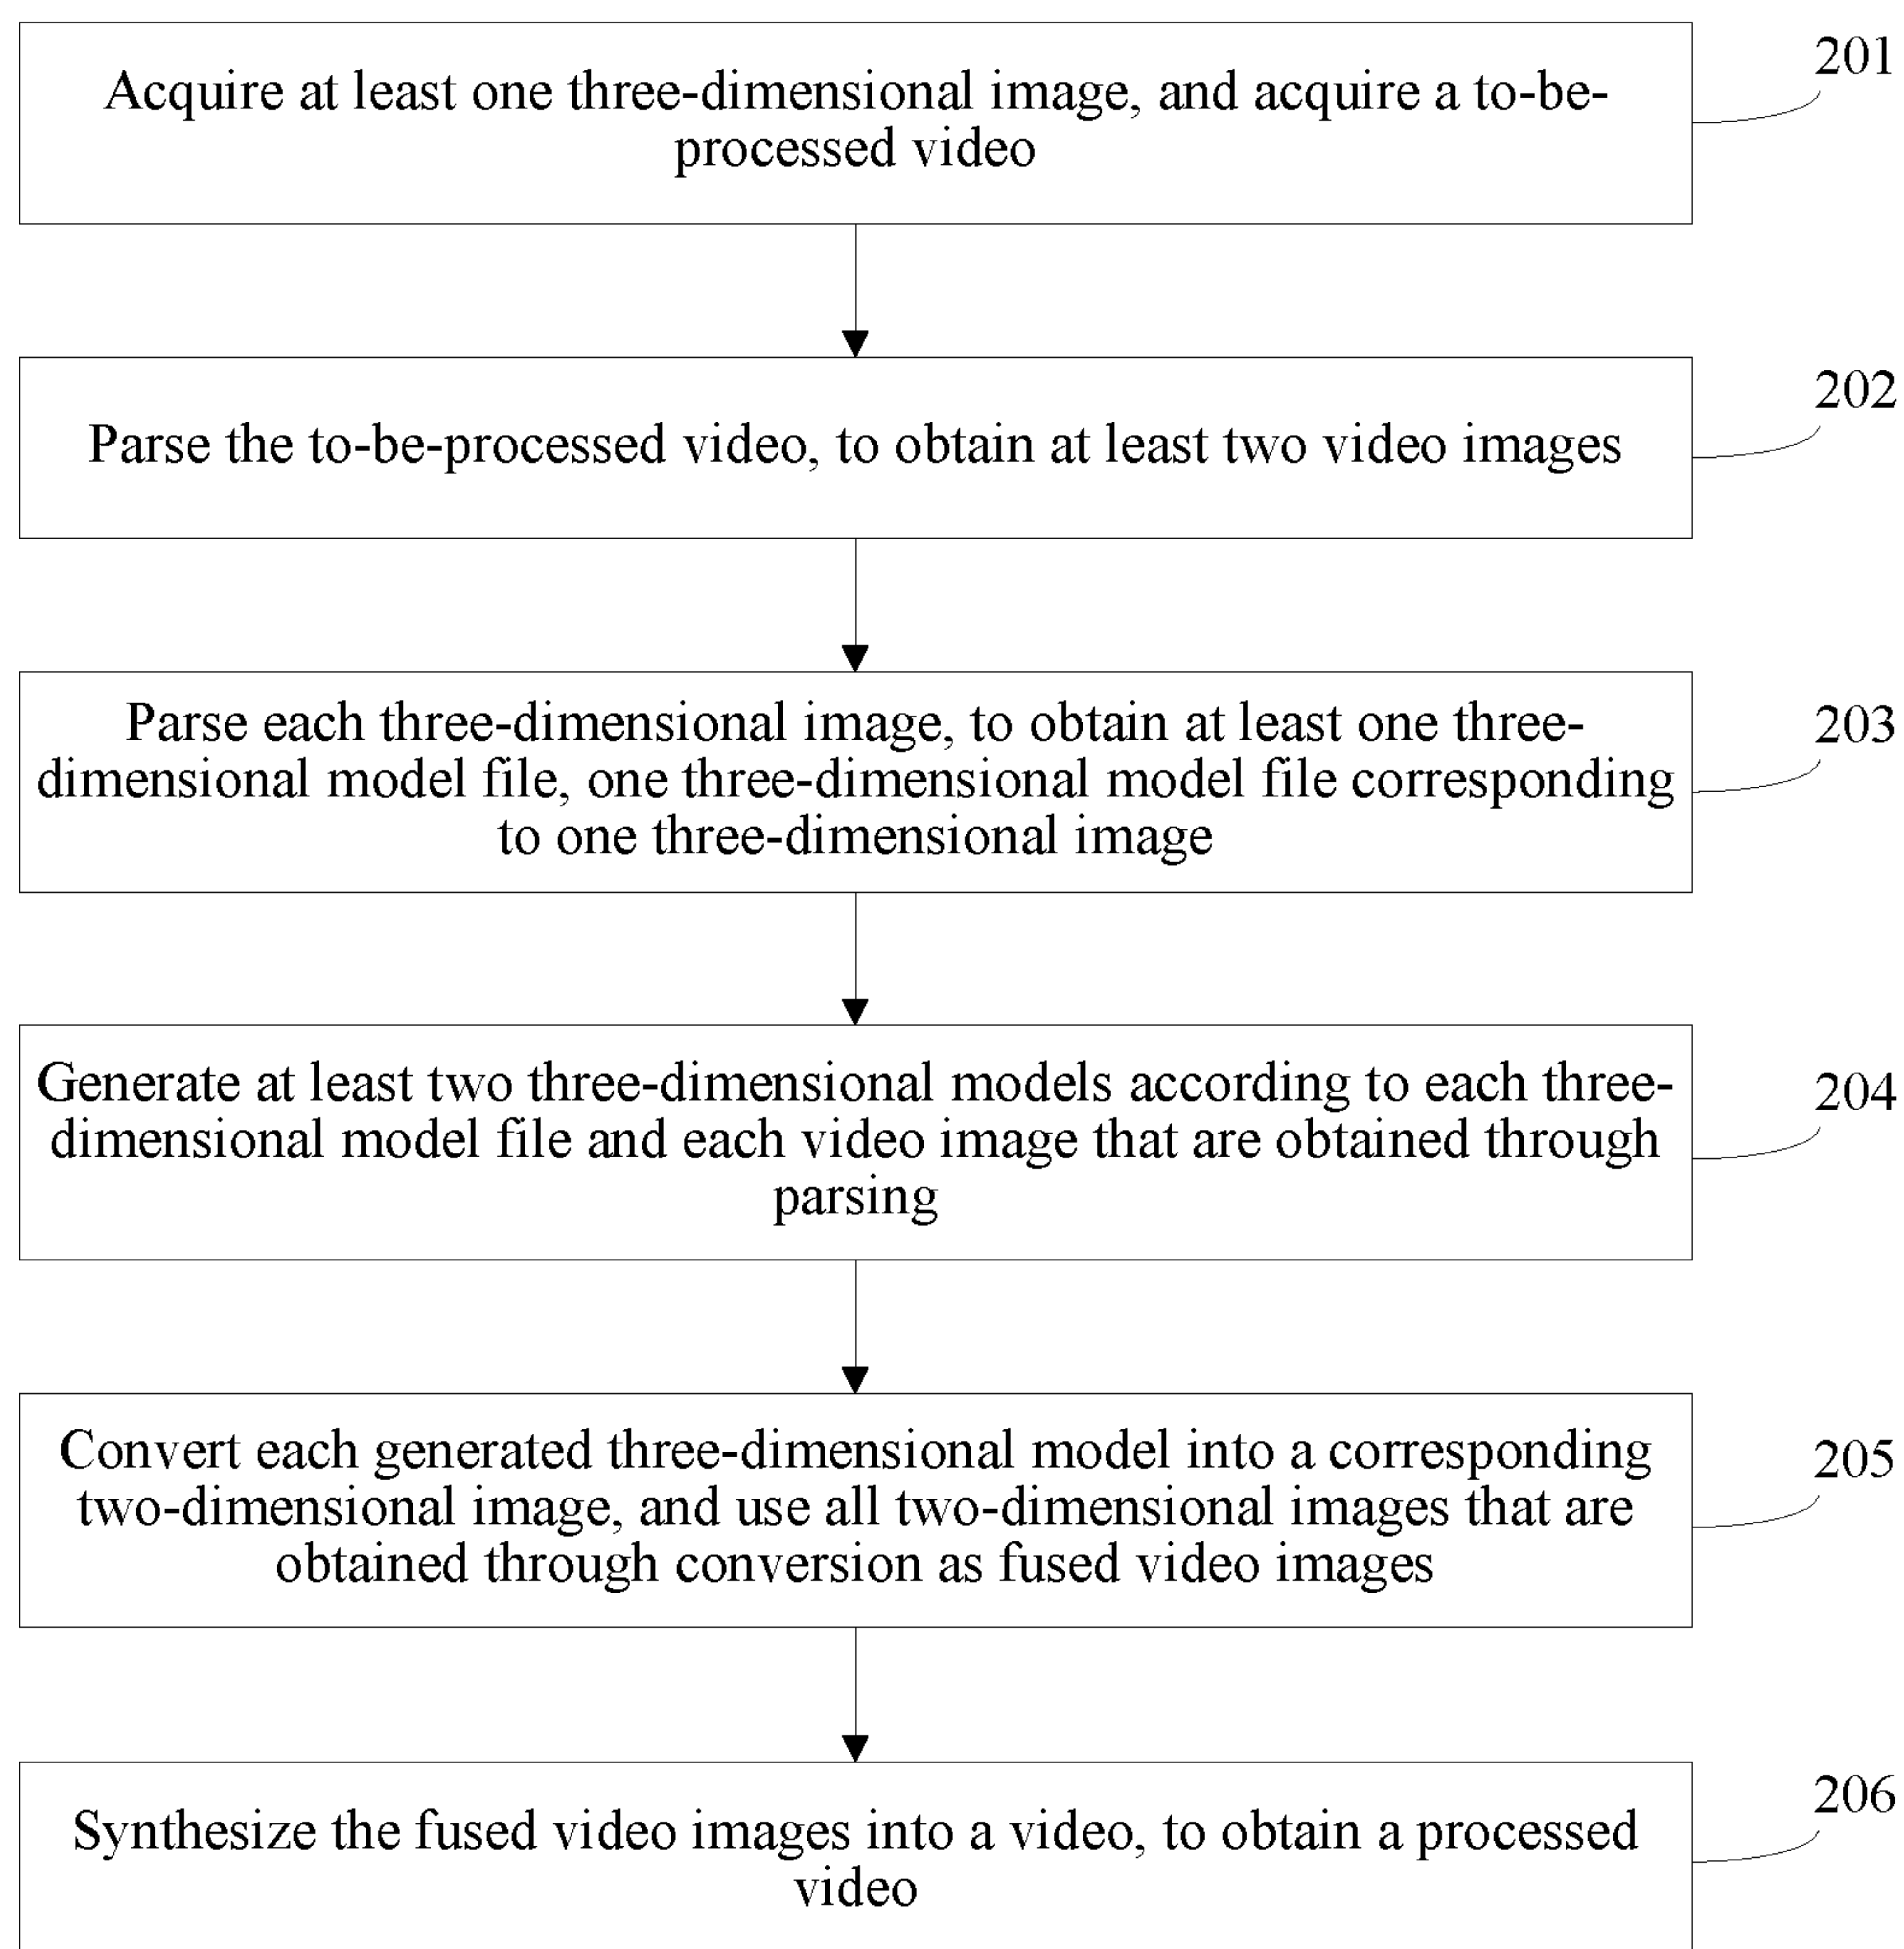 Acquire at least one three-dimensional image, and acquire a to-be-
processed video
201
Parse the to-be-processed video, to obtain at least two video images
202
Parse each three-dimensional image, to obtain at least one three-
dimensional model file, one three-dimensional model file corresponding
to one three-dimensional image
203
Generate at least two three-dimensional models according to each three-
dimensional model file and each video image that are obtained through
parsing
204
Convert each generated three-dimensional model into a corresponding
two-dimensional image, and use all two-dimensional images that are
obtained through conversion as fused video images
205
Synthesize the fused video images into a video, to obtain a processed
video
206